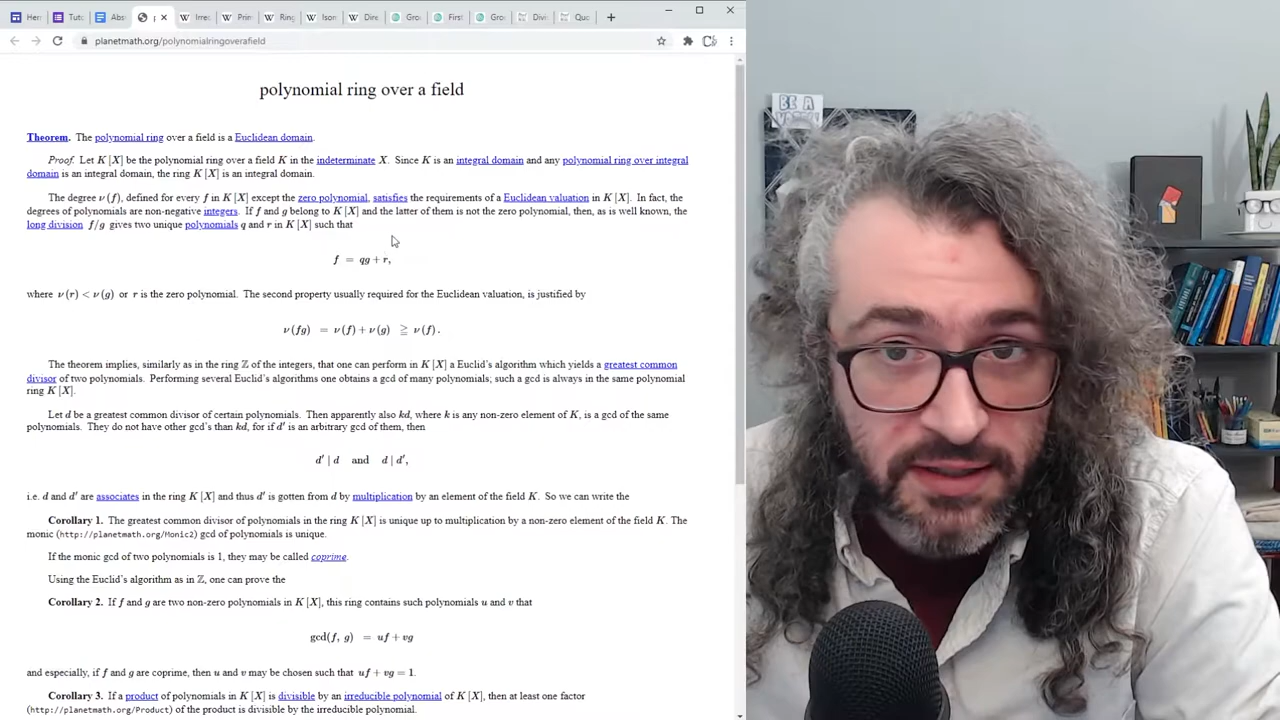 Her
Tuto
Abs
Irre
W Prim
W Ring
W Ison
W Dire
Gro
First
Gro
Divi
Quo
planetmath.org/polynomialringoverafield
polynomial ring over a field
Theorem. The polynomial ring over a field is a Euclidean domain.
Proof. Let K [X] be the polynomial ring over a field K in the indeterminate X. Since K is an integral domain and any polynomial ring over integral
domain is an integral domain, the ring K [X] is an integral domain.
The degree ν (f), defined for every f in K [X] except the zero polynomial, satisfies the requirements of a Euclidean valuation in K [X]. In fact, the
degrees of polynomials are non-negative integers. If f and g belong to K [X] and the latter of them is not the zero polynomial, then, as is well known, the
long division f/g gives two unique polynomials q and r in K [X] such that
f = qg + r,
where ν (r) < ν (g) or r is the zero polynomial. The second property usually required for the Euclidean valuation, is justified by
ν (fg) = ν (f) + ν (g) ≧ ν (f) .
The theorem implies, similarly as in the ring ℤ of the integers, that one can perform in K [X] a Euclid's algorithm which yields a greatest common
divisor of two polynomials. Performing several Euclid's algorithms one obtains a gcd of many polynomials; such a gcd is always in the same polynomial
ring K [X].
Let d be a greatest common divisor of certain polynomials. Then apparently also kd, where k is any non-zero element of K, is a gcd of the same
polynomials. They do not have other gcd's than kd, for if d′ is an arbitrary gcd of them, then
d′ | d and d | d′,
i.e. d and d′ are associates in the ring K [X] and thus d′ is gotten from d by multiplication by an element of the field K. So we can write the
Corollary 1. The greatest common divisor of polynomials in the ring K [X] is unique up to multiplication by a non-zero element of the field K. The
monic (http://planetmath.org/Monic2) gcd of polynomials is unique.
If the monic gcd of two polynomials is 1, they may be called coprime.
Using the Euclid's algorithm as in ℤ, one can prove the
Corollary 2. If f and g are two non-zero polynomials in K [X], this ring contains such polynomials u and v that
gcd(f, g) = uf + vg
and especially, if f and g are coprime, then u and v may be chosen such that uf + vg = 1.
Corollary 3. If a product of polynomials in K [X] is divisible by an irreducible polynomial of K [X], then at least one factor
(http://planetmath.org/Product) of the product is divisible by the irreducible polynomial.
BE A